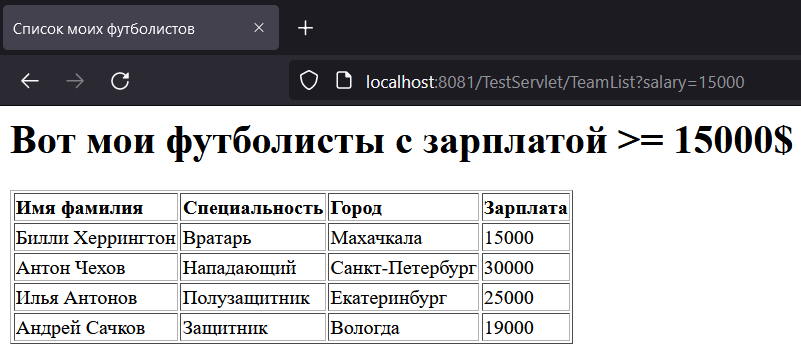 Список моих футболистов
localhost:8081/TestServlet/TeamList?salary=15000
Вот мои футболисты с зарплатой >= 15000$
Имя фамилия Специальность Город Зарплата
Билли Херрингтон Вратарь Махачкала 15000
Антон Чехов Нападающий Санкт-Петербург 30000
Илья Антонов Полузащитник Екатеринбург 25000
Андрей Сачков Защитник Вологда 19000